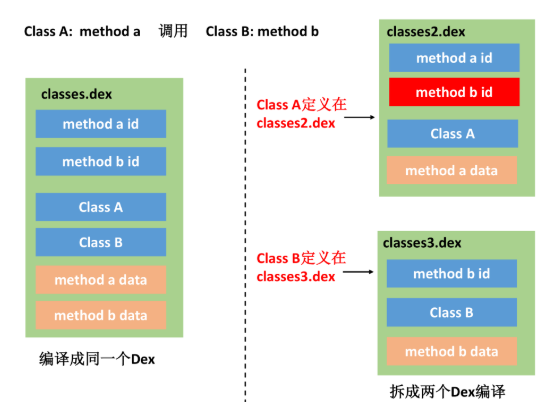 Class A: method a 调用 Class B: method b
classes.dex
method a id
method b id
Class A
Class B
method a data
method b data
编译成同一个Dex
Class A定义在
classes2.dex
classes2.dex
method a id
method b id
Class A
method a data
Class B定义在
classes3.dex
classes3.dex
method b id
Class B
method b data
拆成两个Dex编译